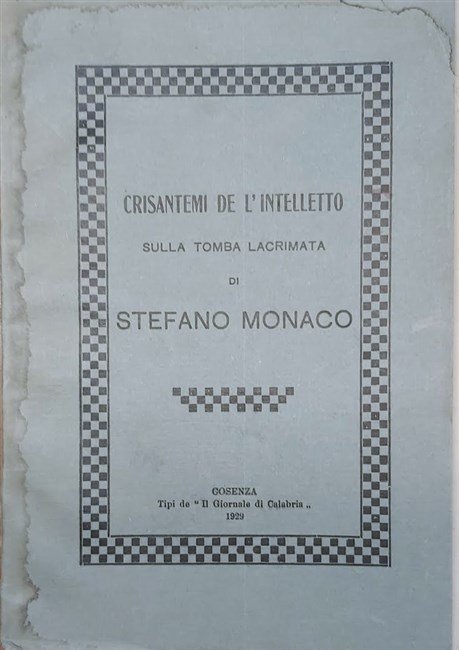 CRISANTEMI DE L'INTELLETTO
SULLA TOMBA LACRIMATA
DI
STEFANO MONACO
COSENZA
Tipi de " Il Giornale di Calabria „
1929